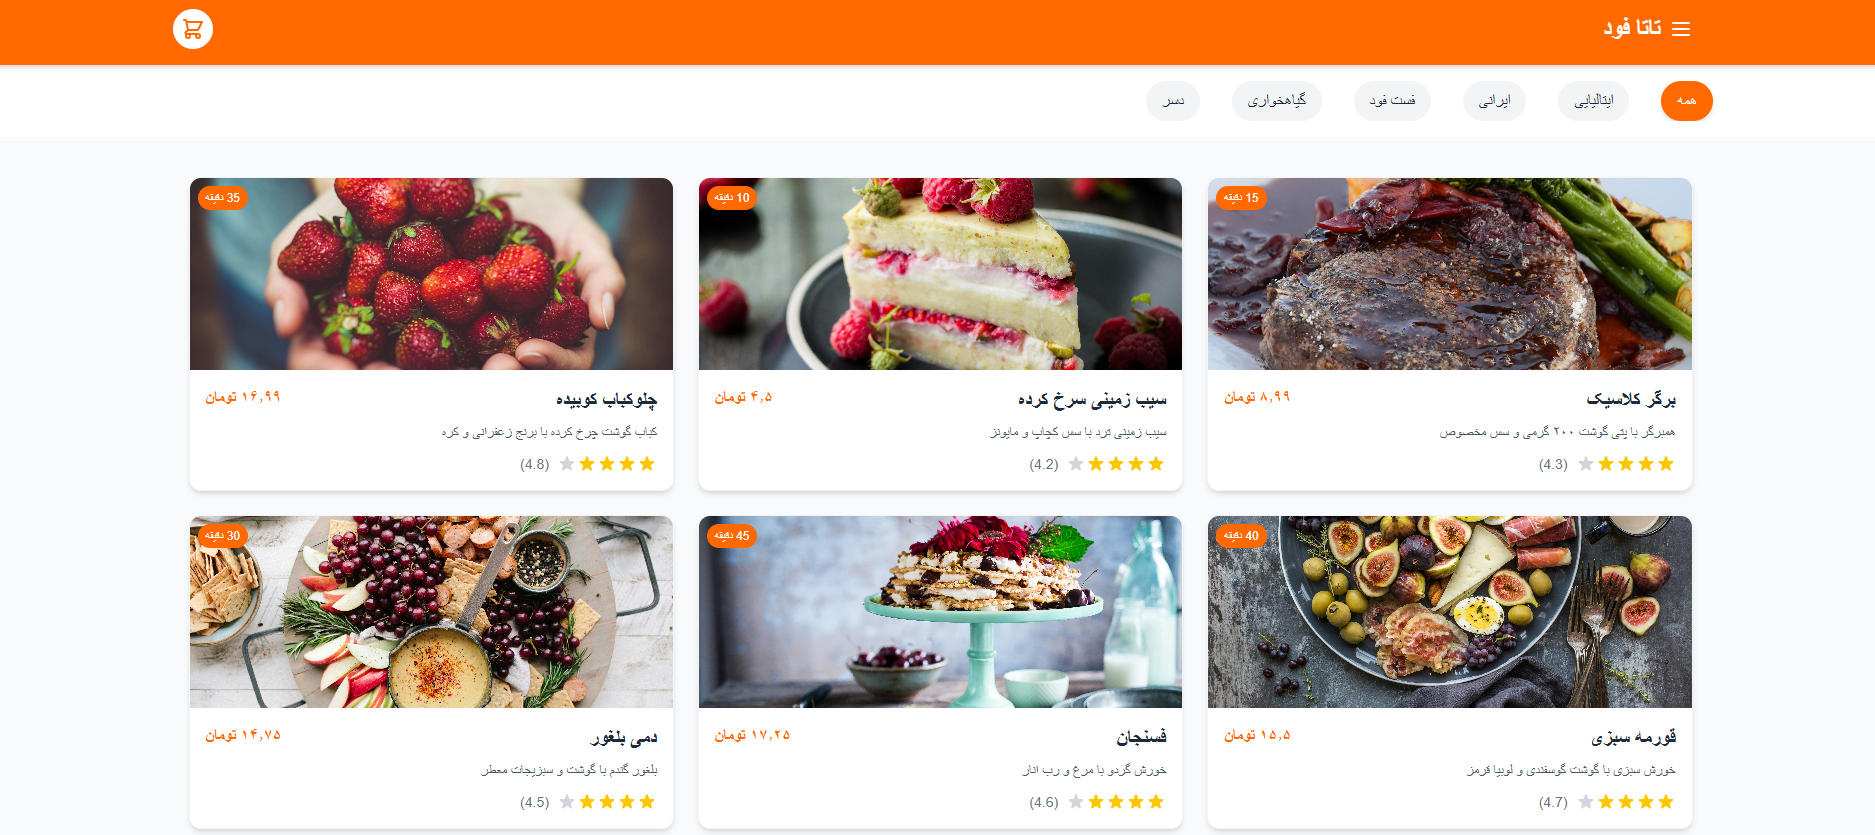 تاتا فود
همه
ایتالیایی
ایرانی
فست فود
گیاهخواری
دسر
15 دقیقه
برگر کلاسیک
۸,۹۹ تومان
همبرگر با پتی گوشت ۲۰۰ گرمی و سس مخصوص
(4.3)
10 دقیقه
سیب زمینی سرخ کرده
۴,۵ تومان
سیب زمینی ترد با سس کچاپ و مایونز
(4.2)
35 دقیقه
چلوکباب کوبیده
۱۶,۹۹ تومان
کباب گوشت چرخ کرده با برنج زعفرانی و کره
(4.8)
40 دقیقه
قورمه سبزی
۱۵,۵ تومان
خورش سبزی با گوشت گوسفندی و لوبیا قرمز
(4.7)
45 دقیقه
فسنجان
۱۷,۲۵ تومان
خورش گردو با مرغ و رب انار
(4.6)
30 دقیقه
دمی بلغور
۱۴,۷۵ تومان
بلغور گندم با گوشت و سبزیجات معطر
(4.5)